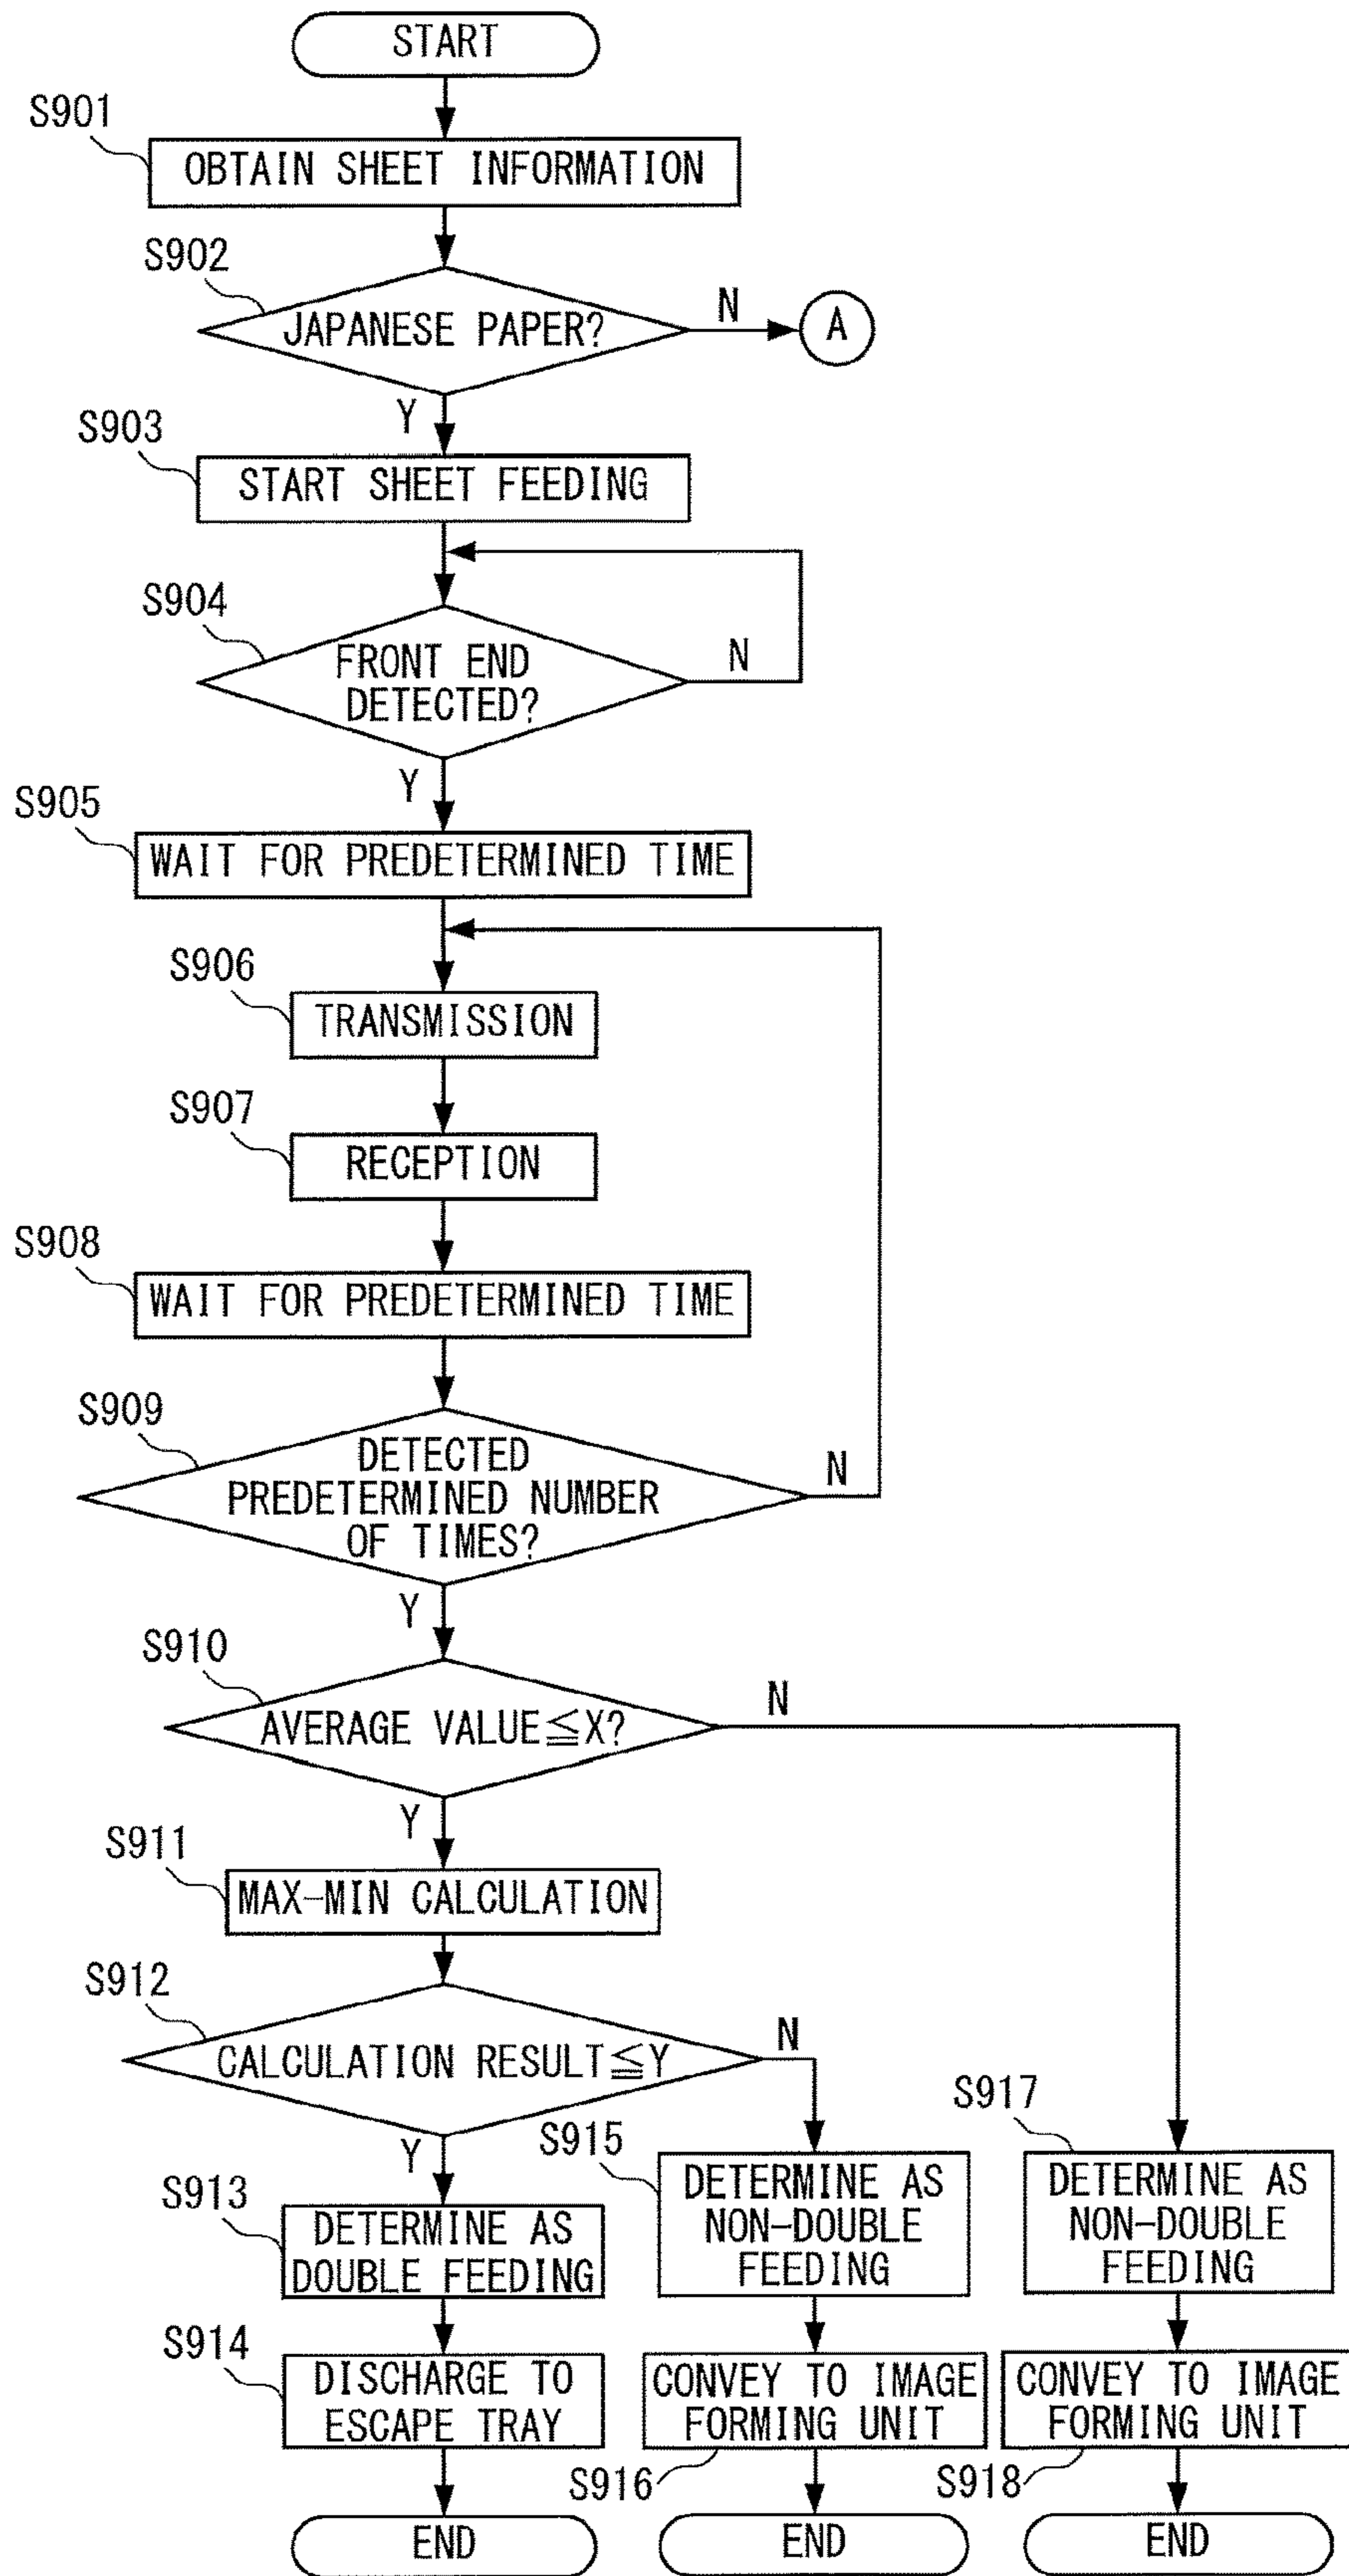 START
S901
OBTAIN SHEET INFORMATION
S902
JAPANESE PAPER?
N
A
Y
S903
START SHEET FEEDING
S904
FRONT END
DETECTED?
N
Y
S905
WAIT FOR PREDETERMINED TIME
S906
TRANSMISSION
S907
RECEPTION
S908
WAIT FOR PREDETERMINED TIME
S909
DETECTED
PREDETERMINED NUMBER
OF TIMES?
N
Y
S910
AVERAGE VALUE≦X?
N
Y
S911
MAX-MIN CALCULATION
S912
CALCULATION RESULT≦Y
N
Y
S913
DETERMINE AS
DOUBLE FEEDING
S914
DISCHARGE TO
ESCAPE TRAY
END
S915
DETERMINE AS
NON-DOUBLE
FEEDING
CONVEY TO IMAGE
FORMING UNIT
S916
END
S917
DETERMINE AS
NON-DOUBLE
FEEDING
CONVEY TO IMAGE
FORMING UNIT
S918
END